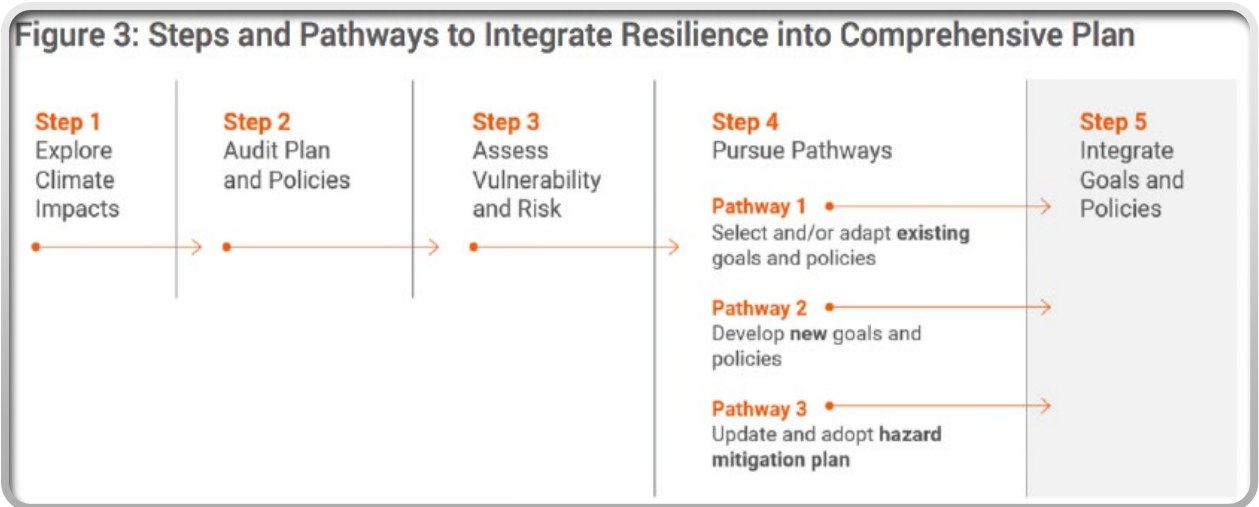 Figure 3: Steps and Pathways to Integrate Resilience into Comprehensive Plan
Step 1
Explore
Climate
Impacts
Step 2
Audit Plan
and Policies
Step 3
Assess
Vulnerability
and Risk
Step 4
Pursue Pathways
Pathway 1
Select and/or adapt existing
goals and policies
Pathway 2
Develop new goals and
policies
Pathway 3
Update and adopt hazard
mitigation plan
Step 5
Integrate
Goals and
Policies